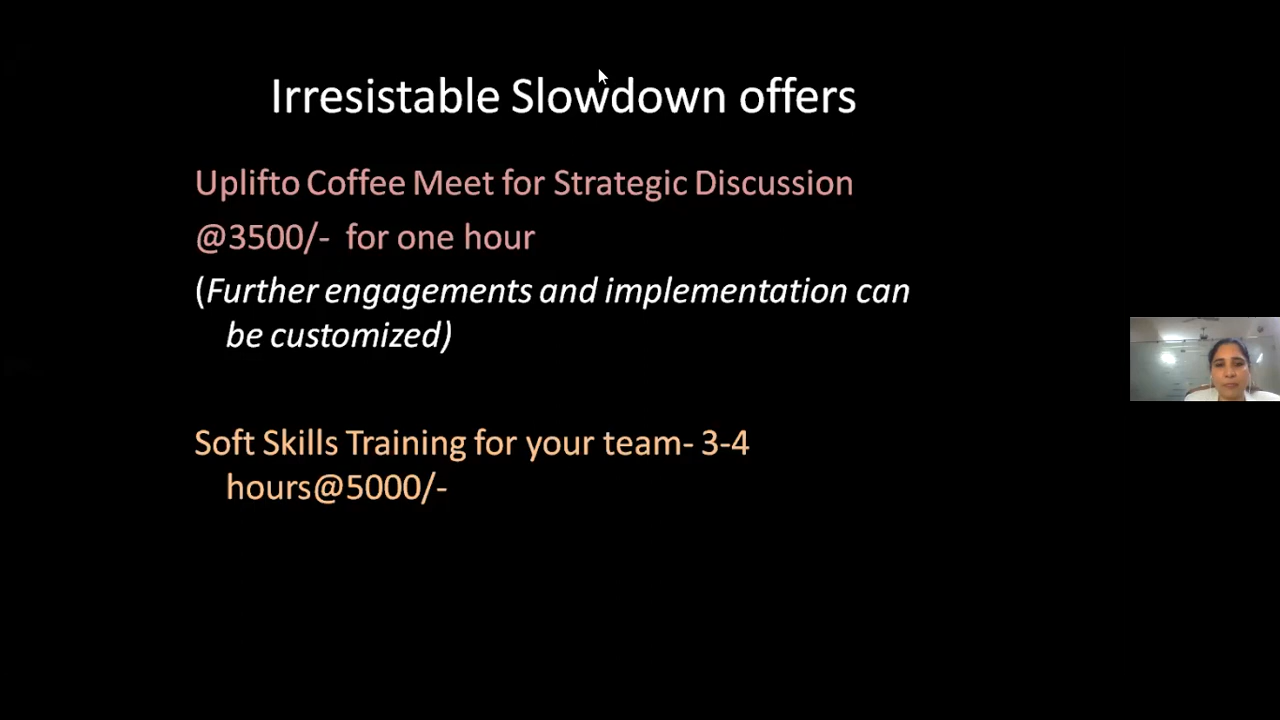 Irresistable Slowdown offers
Uplifto Coffee Meet for Strategic Discussion
@3500/- for one hour
(Further engagements and implementation can
be customized)
Soft Skills Training for your team- 3-4
hours@5000/-